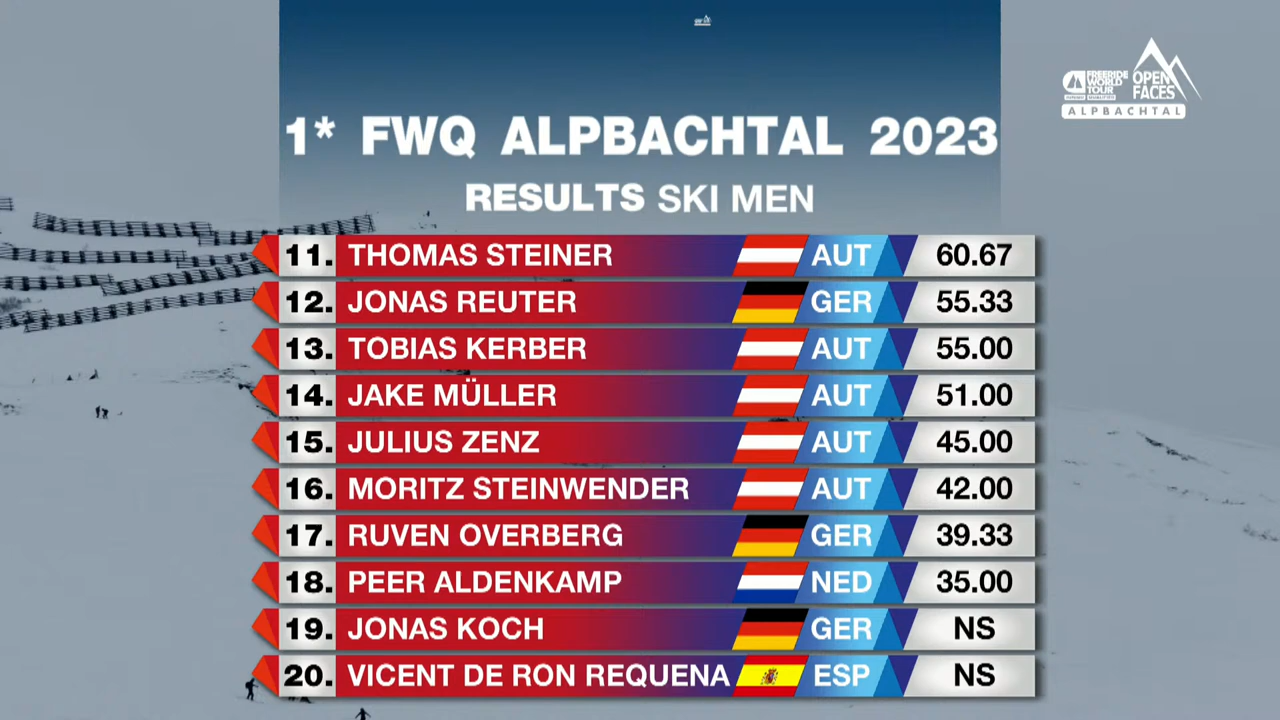 1* FWQ ALPBACHTAL 2023
RESULTS SKI MEN
FREERIDE WORLD TOUR
OPEN FACES
ALPBACHTAL
11. THOMAS STEINER AUT 60.67
12. JONAS REUTER GER 55.33
13. TOBIAS KERBER AUT 55.00
14. JAKE MÜLLER AUT 51.00
15. JULIUS ZENZ AUT 45.00
16. MORITZ STEINWENDER AUT 42.00
17. RUVEN OVERBERG GER 39.33
18. PEER ALDENKAMP NED 35.00
19. JONAS KOCH GER NS
20. VICENT DE RON REQUENA ESP NS